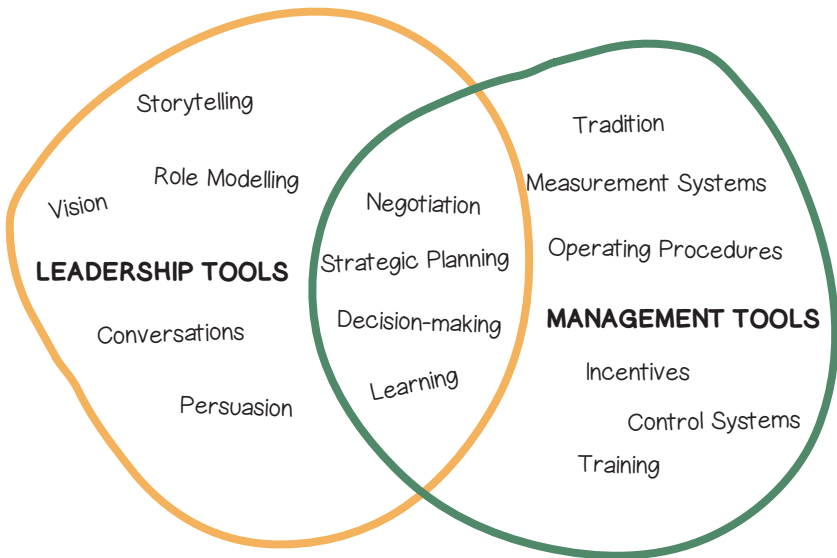 Storytelling
Role Modelling
Vision
LEADERSHIP TOOLS
Conversations
Persuasion
Negotiation
Strategic Planning
Decision-making
Learning
Tradition
Measurement Systems
Operating Procedures
MANAGEMENT TOOLS
Incentives
Control Systems
Training